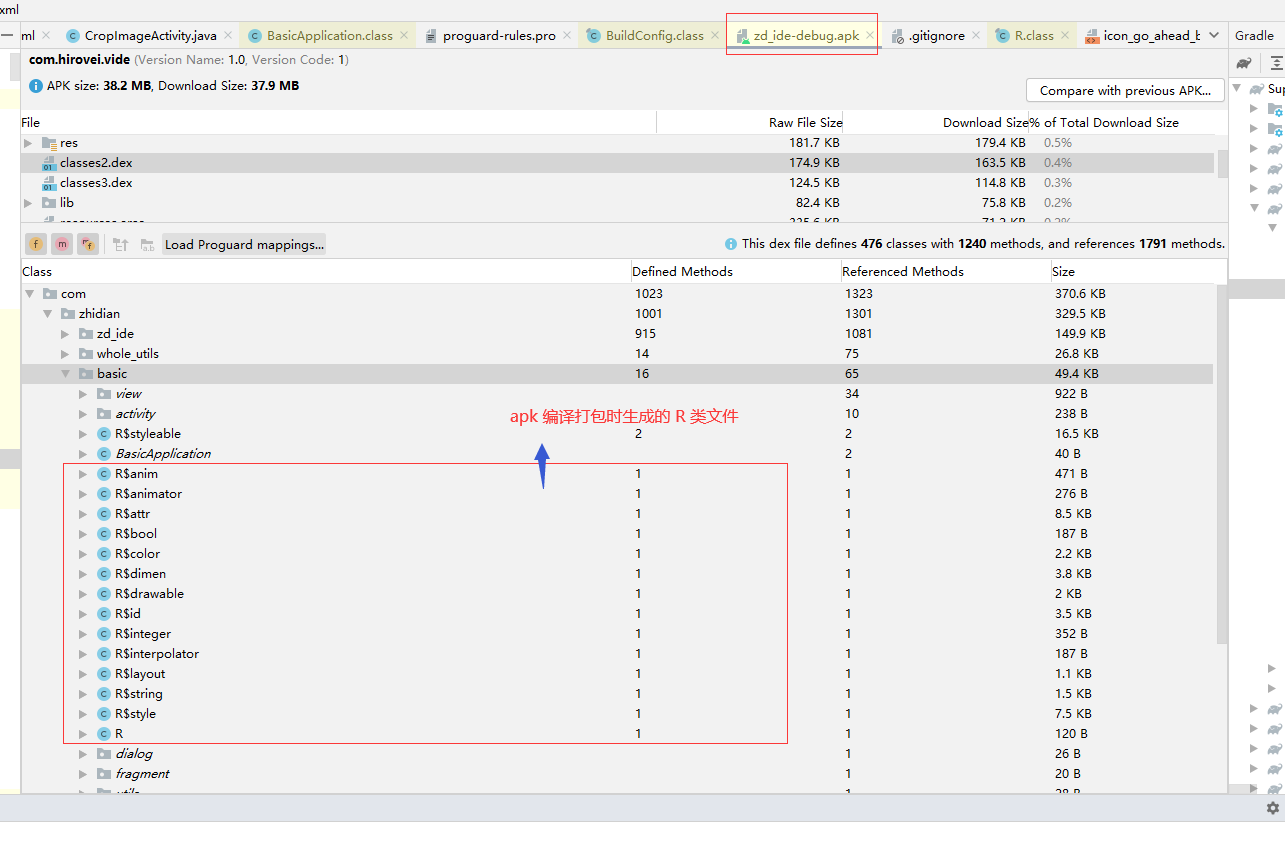 xml
ml CropImageActivity.java BasicApplication.class proguard-rules.pro BuildConfig.class zd_ide-debug.apk .gitignore R.class icon_go_ahead_b Gradle
com.hirovei.vide (Version Name: 1.0, Version Code: 1)
APK size: 38.2 MB, Download Size: 37.9 MB
Compare with previous APK...
Sup
File Raw File Size Download Size % of Total Download Size
res 181.7 KB 179.4 KB 0.5%
classes2.dex 174.9 KB 163.5 KB 0.4%
classes3.dex 124.5 KB 114.8 KB 0.3%
lib 82.4 KB 75.8 KB 0.2%
Load Proguard mappings...
This dex file defines 476 classes with 1240 methods, and references 1791 methods.
Class Defined Methods Referenced Methods Size
com 1023 1323 370.6 KB
zhidian 1001 1301 329.5 KB
zd_ide 915 1081 149.9 KB
whole_utils 14 75 26.8 KB
basic 16 65 49.4 KB
view 34 922 B
activity 10 238 B
apk 编译打包时生成的 R 类文件
R$styleable 2 2 16.5 KB
BasicApplication 2 40 B
R$anim 1 1 471 B
R$animator 1 1 276 B
R$attr 1 1 8.5 KB
R$bool 1 1 187 B
R$color 1 1 2.2 KB
R$dimen 1 1 3.8 KB
R$drawable 1 1 2 KB
R$id 1 1 3.5 KB
R$integer 1 1 352 B
R$interpolator 1 1 187 B
R$layout 1 1 1.1 KB
R$string 1 1 1.5 KB
R$style 1 1 7.5 KB
R 1 1 120 B
dialog 1 26 B
fragment 1 20 B